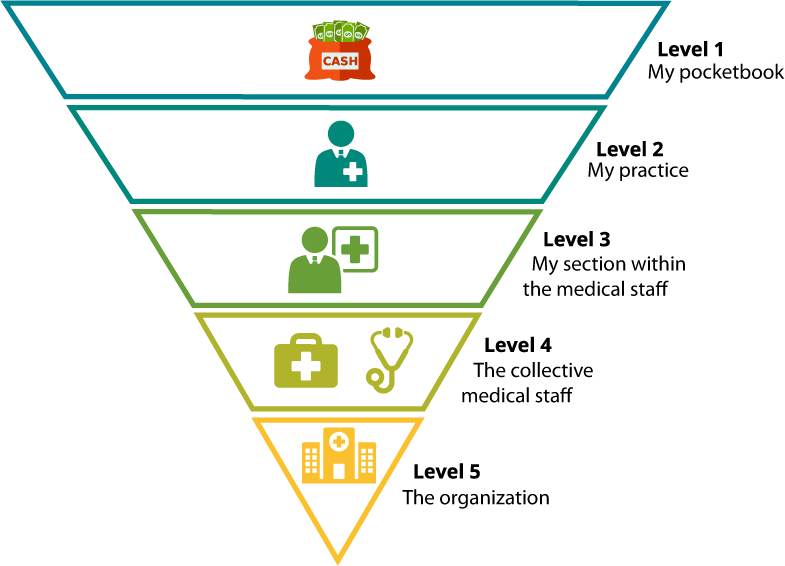 CASH
Level 1
My pocketbook
Level 2
My practice
Level 3
My section within
the medical staff
Level 4
The collective
medical staff
Level 5
The organization